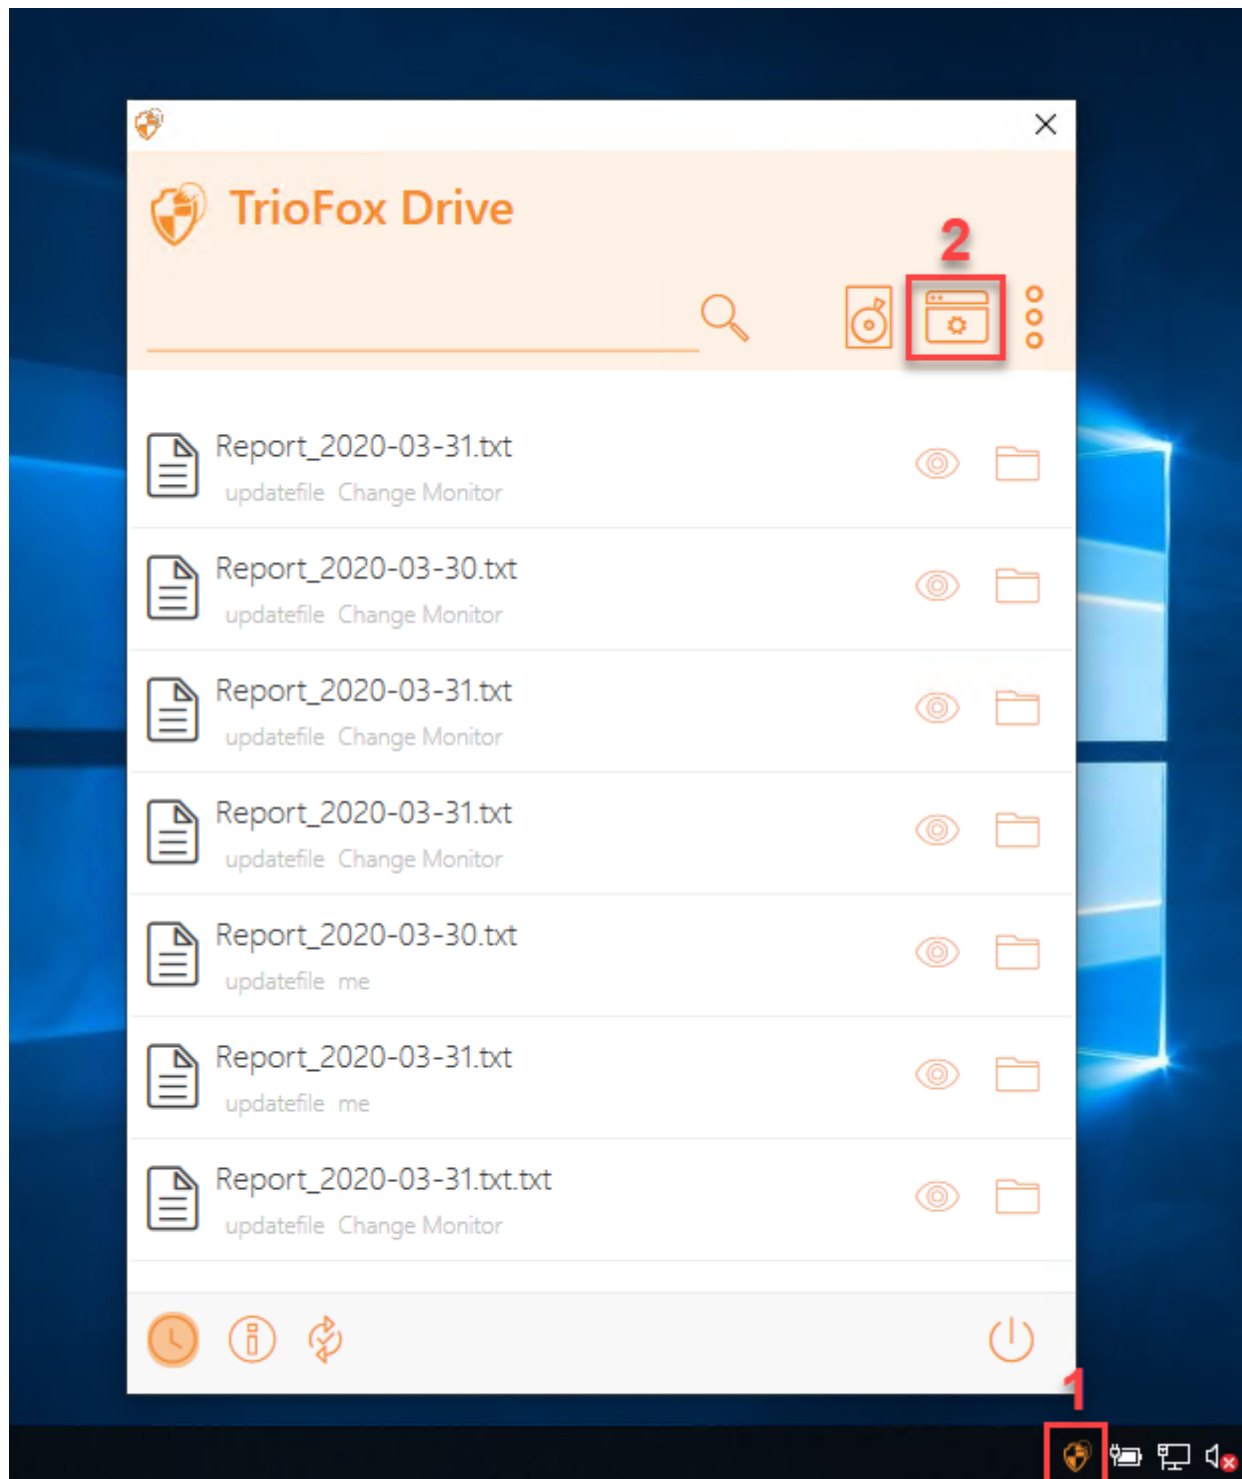 TrioFox Drive
2
Report_2020-03-31.txt
updatefile Change Monitor
Report_2020-03-30.txt
updatefile Change Monitor
Report_2020-03-31.txt
updatefile Change Monitor
Report_2020-03-31.txt
updatefile Change Monitor
Report_2020-03-30.txt
updatefile me
Report_2020-03-31.txt
updatefile me
Report_2020-03-31.txt.txt
updatefile Change Monitor
1